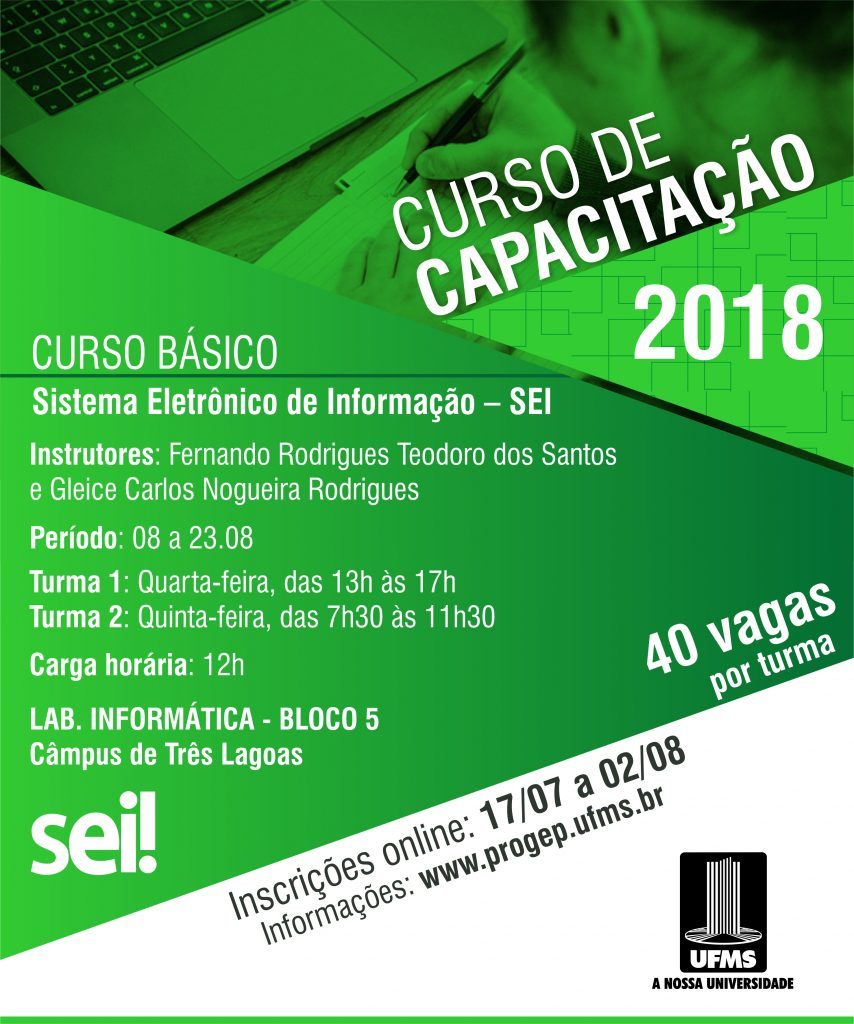 CURSO DE
CAPACITAÇÃO
2018
CURSO BÁSICO
Sistema Eletrônico de Informação – SEI
Instrutores: Fernando Rodrigues Teodoro dos Santos
e Gleice Carlos Nogueira Rodrigues
Período: 08 a 23.08
Turma 1: Quarta-feira, das 13h às 17h
Turma 2: Quinta-feira, das 7h30 às 11h30
Carga horária: 12h
40 vagas
por turma
LAB. INFORMÁTICA - BLOCO 5
Câmpus de Três Lagoas
sei!
Inscrições online: 17/07 a 02/08
Informações: www.progep.ufms.br
UFMS
A NOSSA UNIVERSIDADE